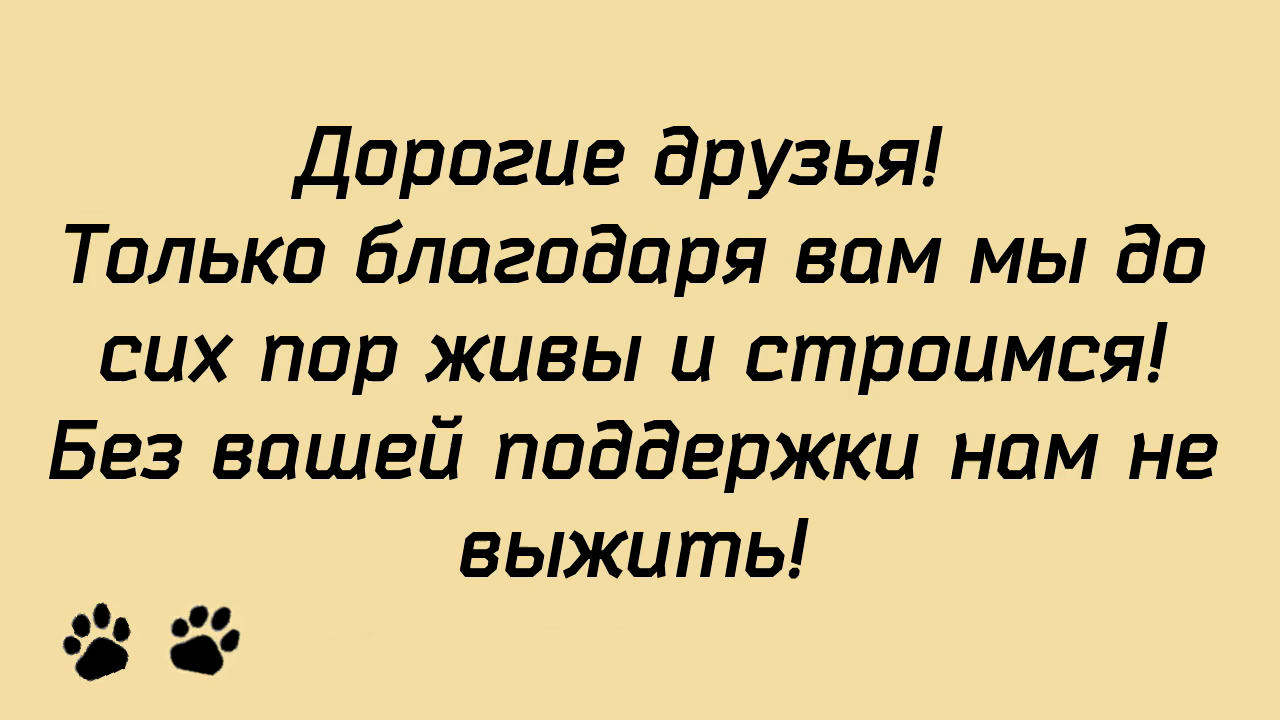 Дорогие друзья!
Только благодаря вам мы до
сих пор живы и строимся!
Без вашей поддержки нам не
выжить!